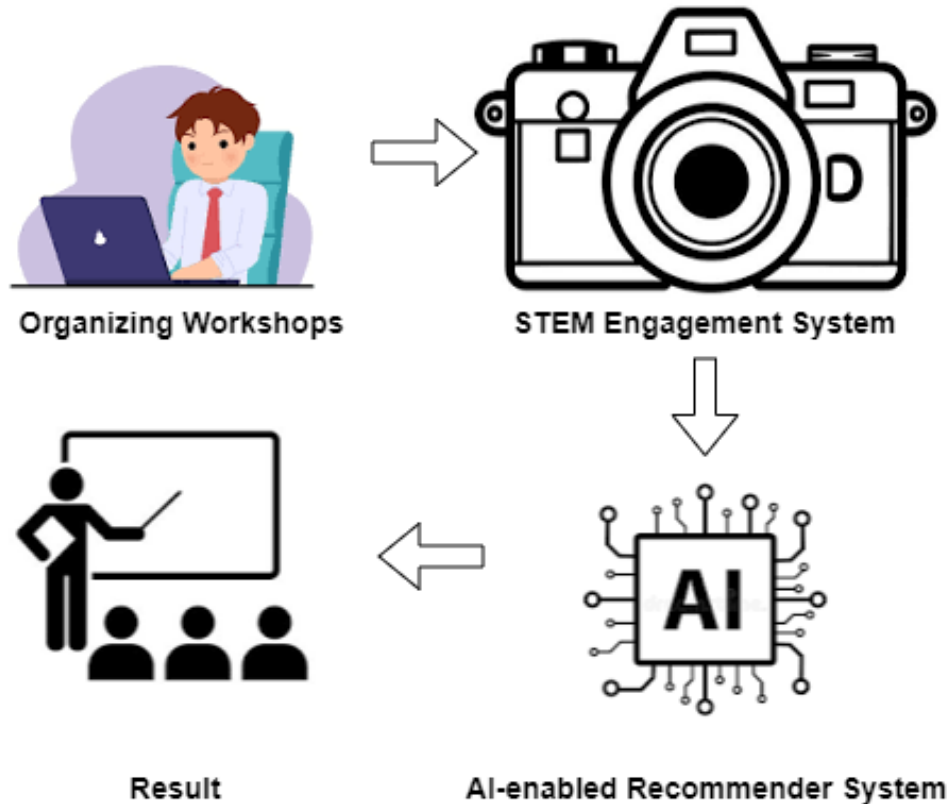 Organizing Workshops
STEM Engagement System
AI
Result
AI-enabled Recommender System